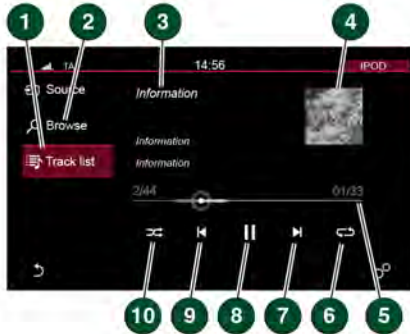 1 2 3 4
TA 14:56 IPOD
Source Information
Browse
Information
Track list Information
2/44 01/33
10 9 8 7 6 5